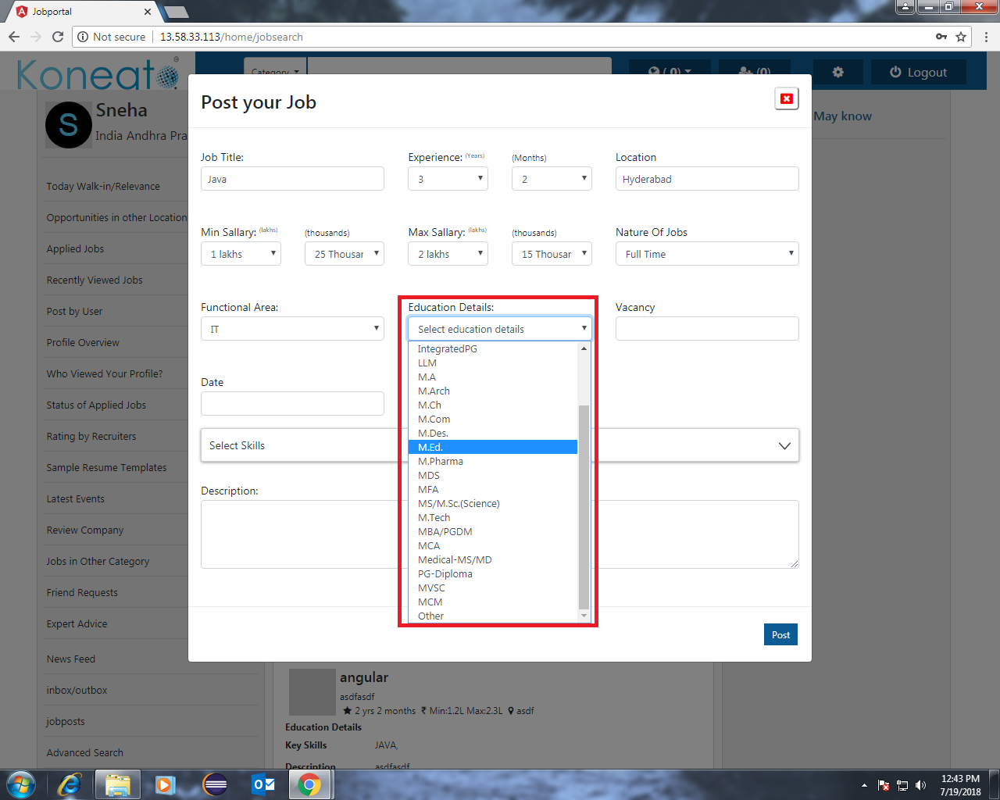 Jobportal
Not secure
13.58.33.113/home/jobsearch
Koneat
Category
( 0)
(0)
Logout
Sneha
India Andhra Pra
May know
Today Walk-in/Relevance
Opportunities in other Location
Applied Jobs
Recently Viewed Jobs
Post by User
Profile Overview
Who Viewed Your Profile?
Status of Applied Jobs
Rating by Recruiters
Sample Resume Templates
Latest Events
Review Company
Jobs in Other Category
Friend Requests
Expert Advice
News Feed
inbox/outbox
jobposts
Advanced Search
Post your Job
Job Title:
Experience: (Years)
(Months)
Location
Java
3
2
Hyderabad
Min Sallary: (lakhs)
(thousands)
Max Sallary: (lakhs)
(thousands)
Nature Of Jobs
1 lakhs
25 Thousar
2 lakhs
15 Thousar
Full Time
Functional Area:
Education Details:
Vacancy
IT
Select education details
IntegratedPG
LLM
M.A
M.Arch
M.Ch
M.Com
M.Des.
M.Ed.
M.Pharma
MDS
MFA
MS/M.Sc.(Science)
M.Tech
MBA/PGDM
MCA
Medical-MS/MD
PG-Diploma
MVSC
MCM
Other
Date
Select Skills
Description:
Post
angular
asdfasdf
2 yrs 2 months ₹ Min:1.2L Max:2.3L asdf
Education Details
Key Skills JAVA,
Description asdfasdf
12:43 PM
7/19/2018